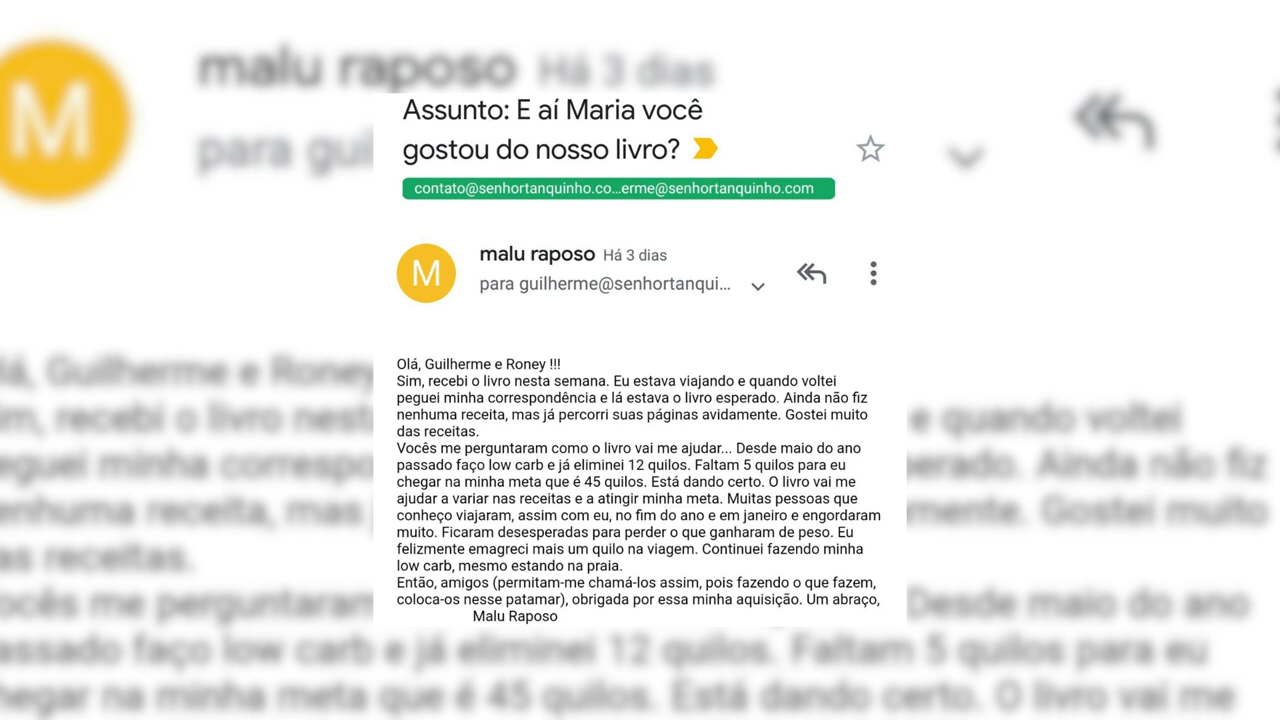 malu raposo Há 3 dias
para gui
Assunto: E aí Maria você
gostou do nosso livro?
contato@senhortanquinho.co...erme@senhortanquinho.com
M
malu raposo Há 3 dias
para guilherme@senhortanqui...
Olá, Guilherme e Roney !!!
Sim, recebi o livro nesta semana. Eu estava viajando e quando voltei
peguei minha correspondência e lá estava o livro esperado. Ainda não fiz
nenhuma receita, mas já percorri suas páginas avidamente. Gostei muito
das receitas.
Vocês me perguntaram como o livro vai me ajudar... Desde maio do ano
passado faço low carb e já eliminei 12 quilos. Faltam 5 quilos para eu
chegar na minha meta que é 45 quilos. Está dando certo. O livro vai me
ajudar a variar nas receitas e a atingir minha meta. Muitas pessoas que
conheço viajaram, assim com eu, no fim do ano e em janeiro e engordaram
muito. Ficaram desesperadas para perder o que ganharam de peso. Eu
felizmente emagreci mais um quilo na viagem. Continuei fazendo minha
low carb, mesmo estando na praia.
Então, amigos (permitam-me chamá-los assim, pois fazendo o que fazem,
coloca-os nesse patamar), obrigada por essa minha aquisição. Um abraço,
Malu Raposo